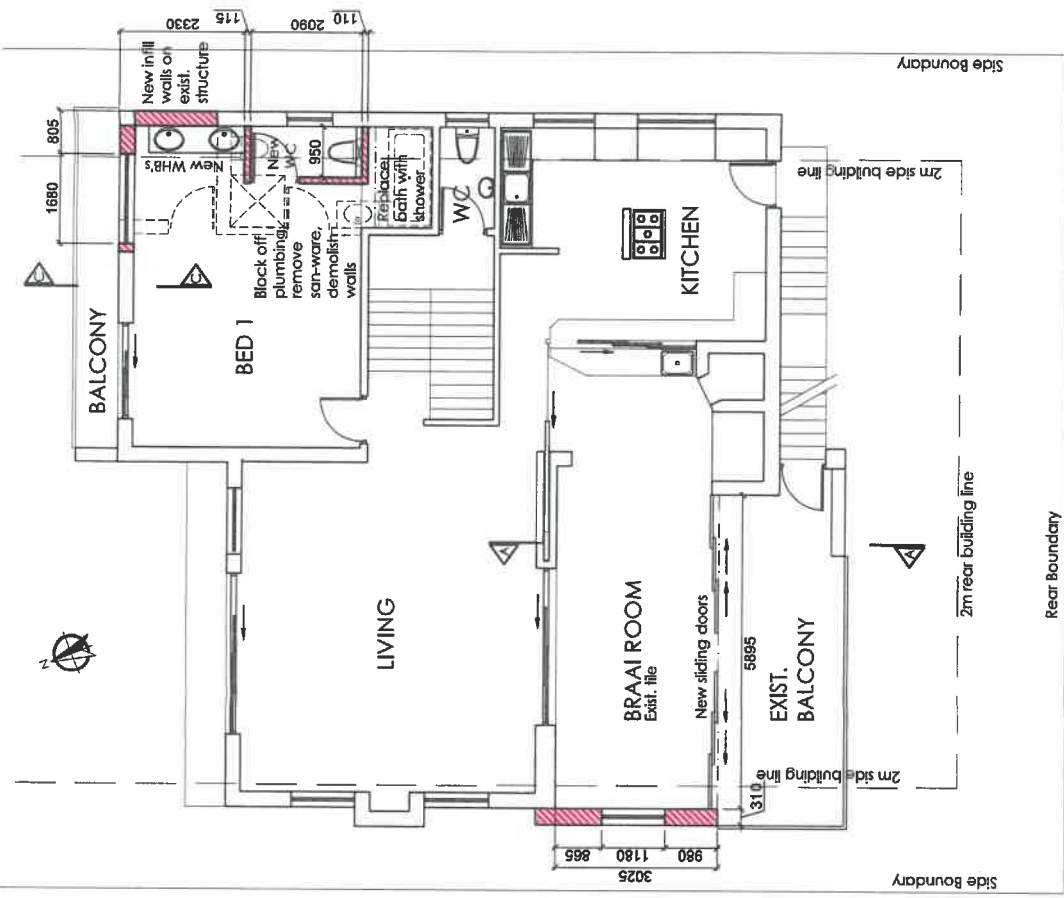 2330
115
2090
110
New infill
walls on
exist.
structure
Side Boundary
805
1680
New WHB's
New
WC
950
Replace
bath with
shower
WC
2m side building line
C
C
BALCONY
BED 1
Block off
plumbing,
remove
san-ware,
demolish
walls
KITCHEN
N
LIVING
A
BRAAI ROOM
Exist. tile
New sliding doors
5895
EXIST.
BALCONY
A
2m rear building line
Rear Boundary
2m side building line
310
865
1180
980
3025
Side Boundary